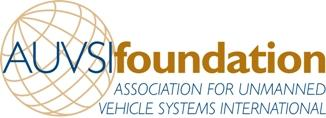 AUVSIfoundation
ASSOCIATION FOR UNMANNED
VEHICLE SYSTEMS INTERNATIONAL